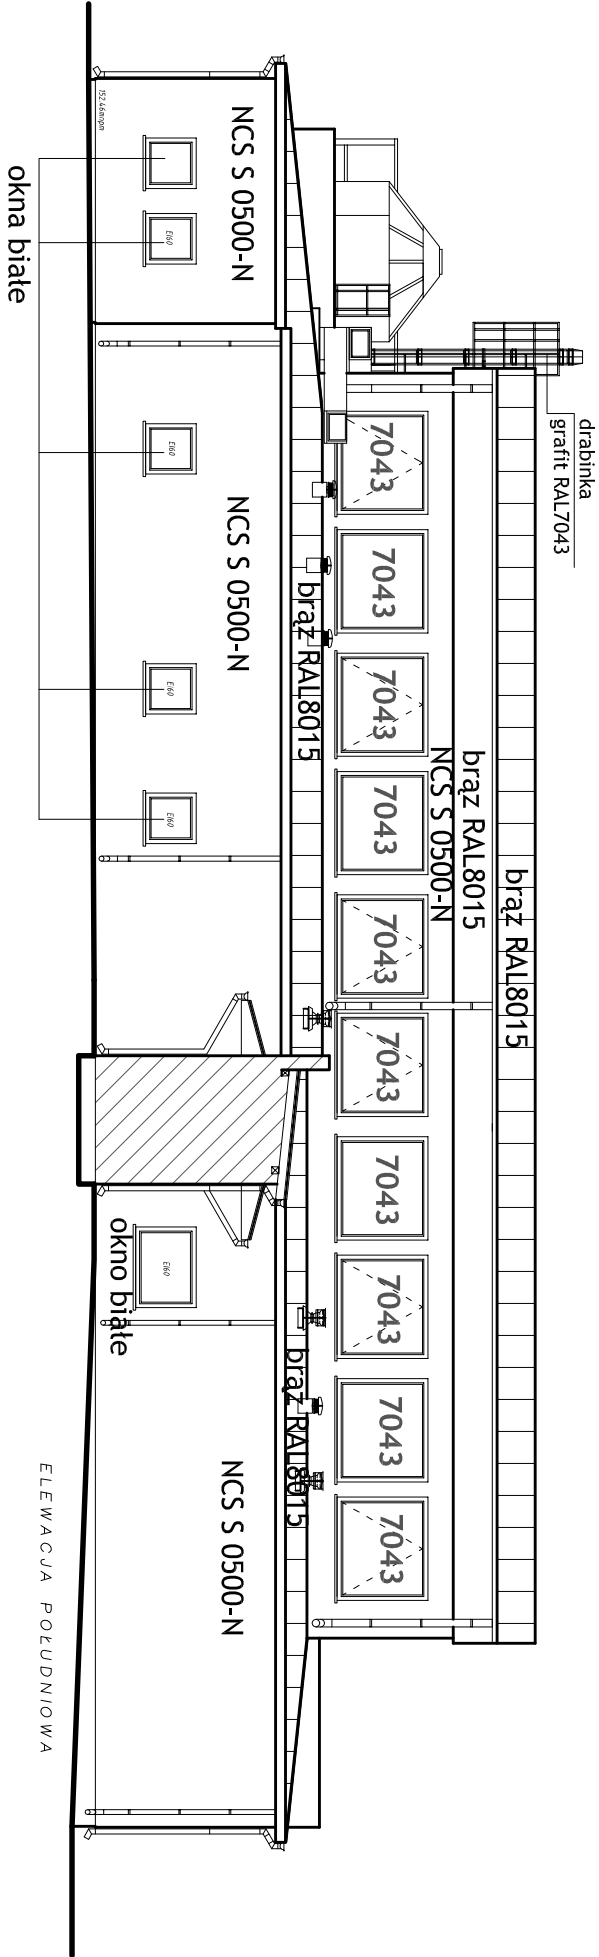 drabinka
grafit RAL7043
brąz RAL8015
brąz RAL8015
NCS S 0500-N
7043
7043
7043
7043
7043
7043
7043
7043
7043
7043
brąz RAL8015
brąz RAL8015
NCS S 0500-N
NCS S 0500-N
NCS S 0500-N
EI60
EI60
EI60
EI60
EI60
152.46mnpm
okno białe
okna białe
ELEWACJA POŁUDNIOWA